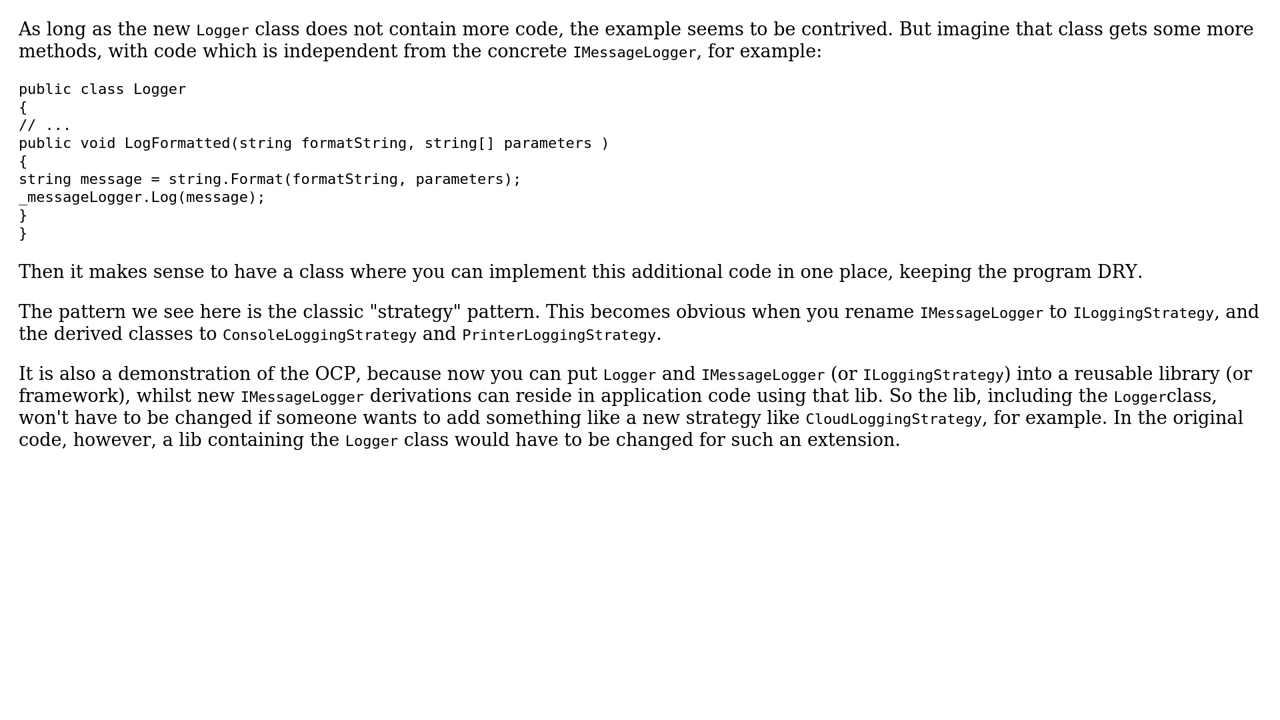 As long as the new Logger class does not contain more code, the example seems to be contrived. But imagine that class gets some more
methods, with code which is independent from the concrete IMessageLogger, for example:
public class Logger
{
// ...
public void LogFormatted(string formatString, string[] parameters )
{
string message = string.Format(formatString, parameters);
_messageLogger.Log(message);
}
}
Then it makes sense to have a class where you can implement this additional code in one place, keeping the program DRY.
The pattern we see here is the classic "strategy" pattern. This becomes obvious when you rename IMessageLogger to ILoggingStrategy, and
the derived classes to ConsoleLoggingStrategy and PrinterLoggingStrategy.
It is also a demonstration of the OCP, because now you can put Logger and IMessageLogger (or ILoggingStrategy) into a reusable library (or
framework), whilst new IMessageLogger derivations can reside in application code using that lib. So the lib, including the Loggerclass,
won't have to be changed if someone wants to add something like a new strategy like CloudLoggingStrategy, for example. In the original
code, however, a lib containing the Logger class would have to be changed for such an extension.